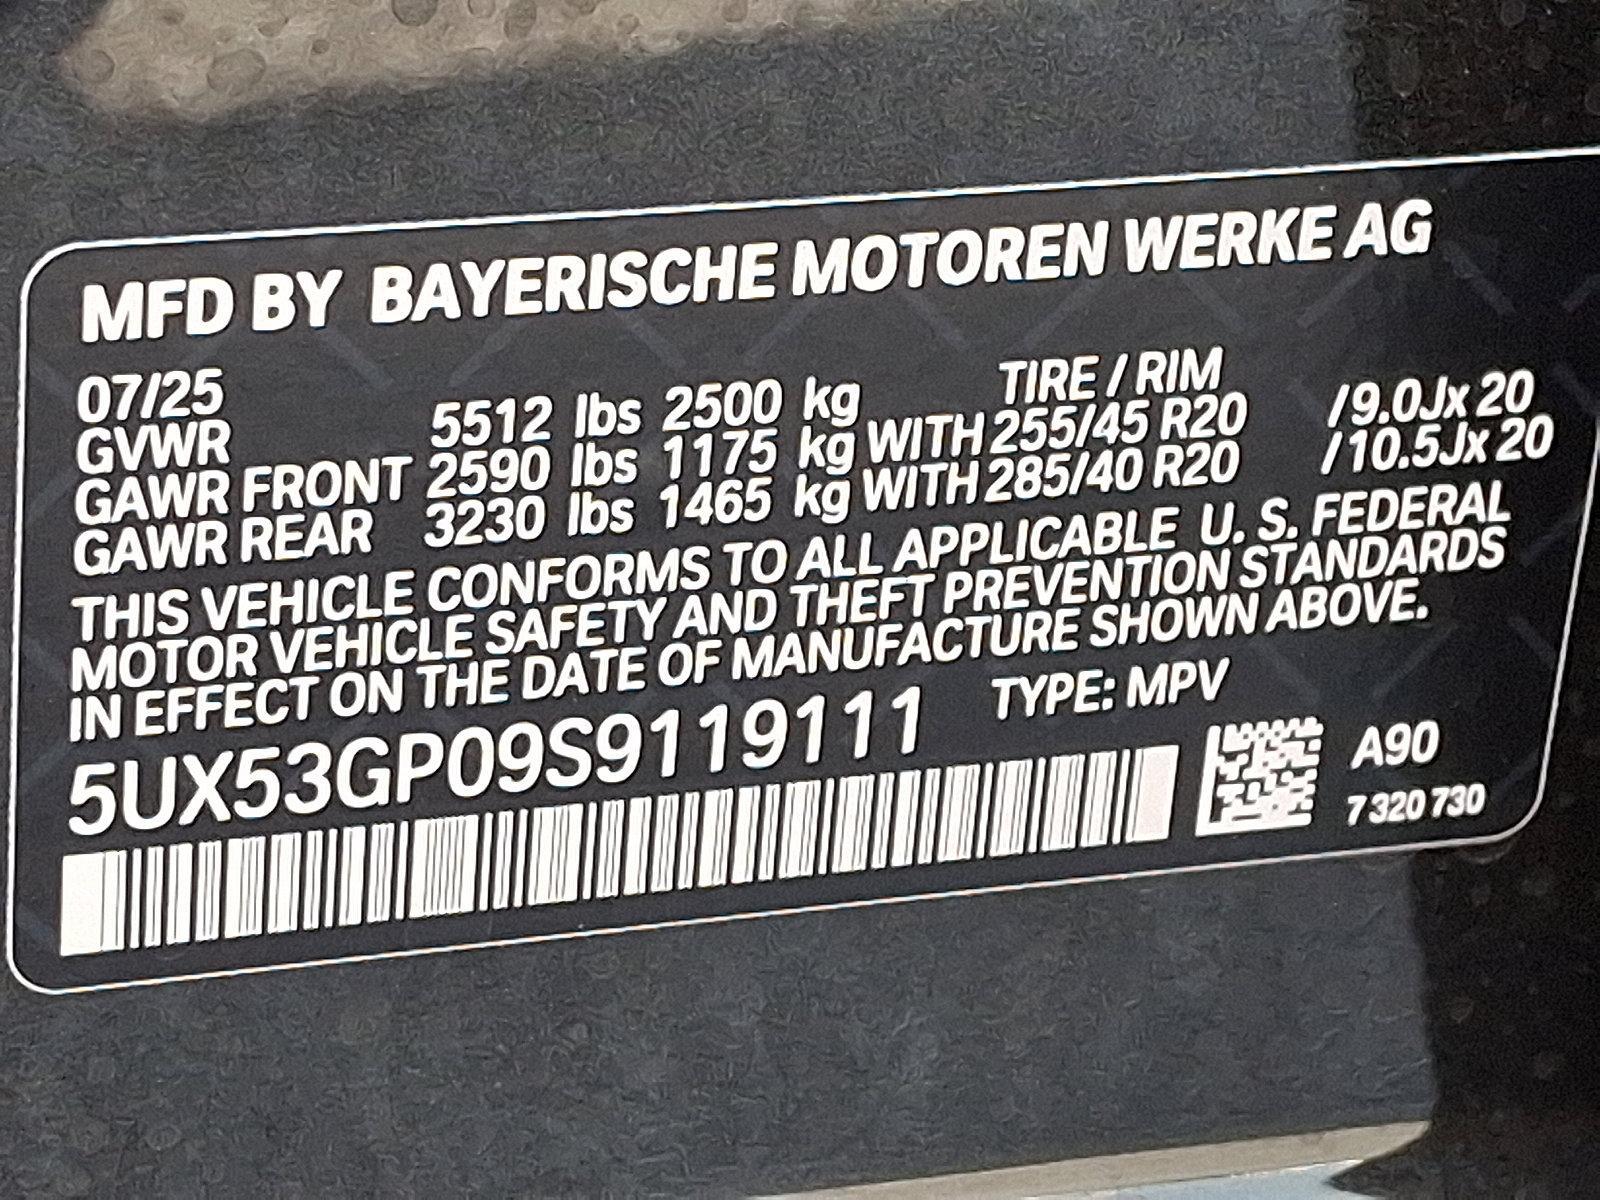 MFD BY BAYERISCHE MOTOREN WERKE AG
07/25 TIRE / RIM
GVWR 5512 lbs 2500 kg
GAWR FRONT 2590 lbs 1175 kg WITH 255/45 R20 /9.0Jx 20
GAWR REAR 3230 lbs 1465 kg WITH 285/40 R20 /10.5Jx 20
THIS VEHICLE CONFORMS TO ALL APPLICABLE U. S. FEDERAL
MOTOR VEHICLE SAFETY AND THEFT PREVENTION STANDARDS
IN EFFECT ON THE DATE OF MANUFACTURE SHOWN ABOVE.
5UX53GP09S9119111 TYPE: MPV
A90
7 320 730